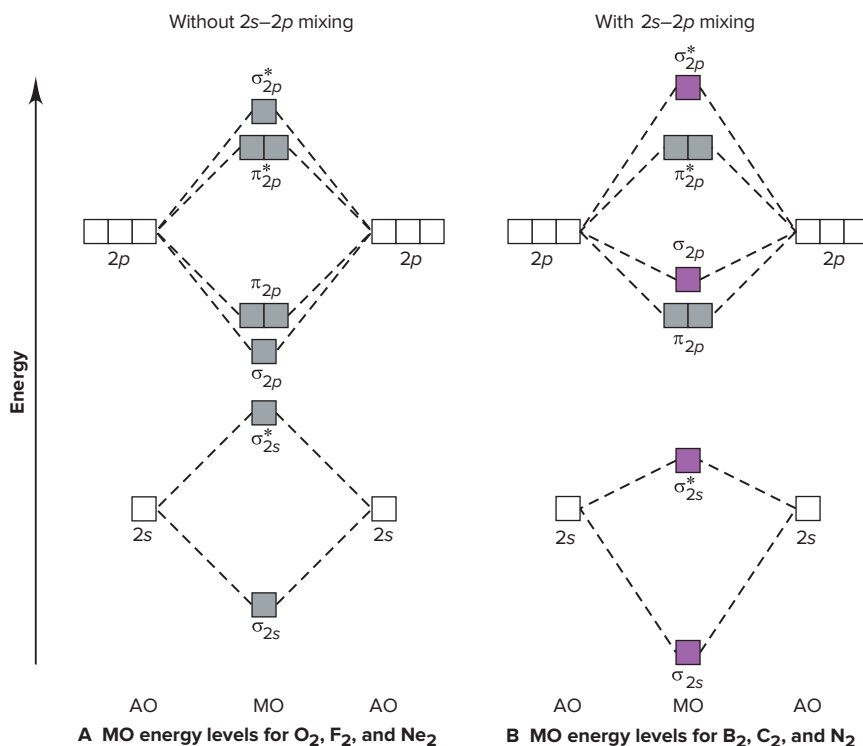 Without 2s–2p mixing
With 2s–2p mixing
Energy
σ*2p
π*2p
2p
2p
π2p
σ2p
σ*2s
2s
2s
σ2s
AO
MO
AO
A MO energy levels for O2, F2, and Ne2
σ*2p
π*2p
2p
2p
σ2p
π2p
σ*2s
2s
2s
σ2s
AO
MO
AO
B MO energy levels for B2, C2, and N2